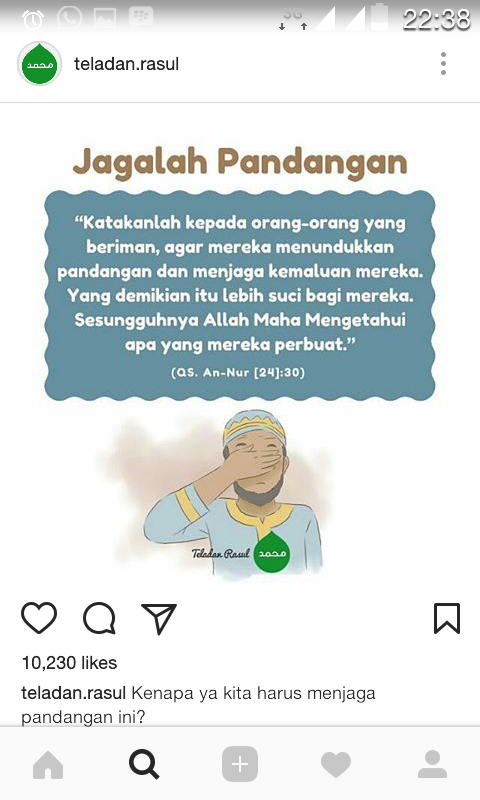 3G
22:38
محمد
teladan.rasul
Jagalah Pandangan
“Katakanlah kepada orang-orang yang
beriman, agar mereka menundukkan
pandangan dan menjaga kemaluan mereka.
Yang demikian itu lebih suci bagi mereka.
Sesungguhnya Allah Maha Mengetahui
apa yang mereka perbuat.”
(QS. An-Nur [24]:30)
Teladan Rasul
محمد
10,230 likes
teladan.rasul Kenapa ya kita harus menjaga
pandangan ini?